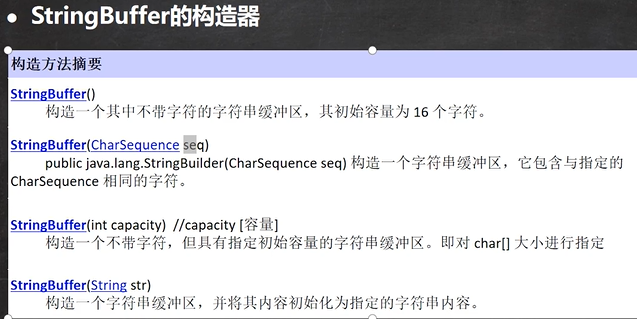 • StringBuffer的构造器
构造方法摘要
StringBuffer()
构造一个其中不带字符的字符串缓冲区，其初始容量为 16 个字符。
StringBuffer(CharSequence seq)
public java.lang.StringBuilder(CharSequence seq) 构造一个字符串缓冲区，它包含与指定的
CharSequence 相同的字符。
StringBuffer(int capacity) //capacity [容量]
构造一个不带字符，但具有指定初始容量的字符串缓冲区。即对 char[] 大小进行指定
StringBuffer(String str)
构造一个字符串缓冲区，并将其内容初始化为指定的字符串内容。